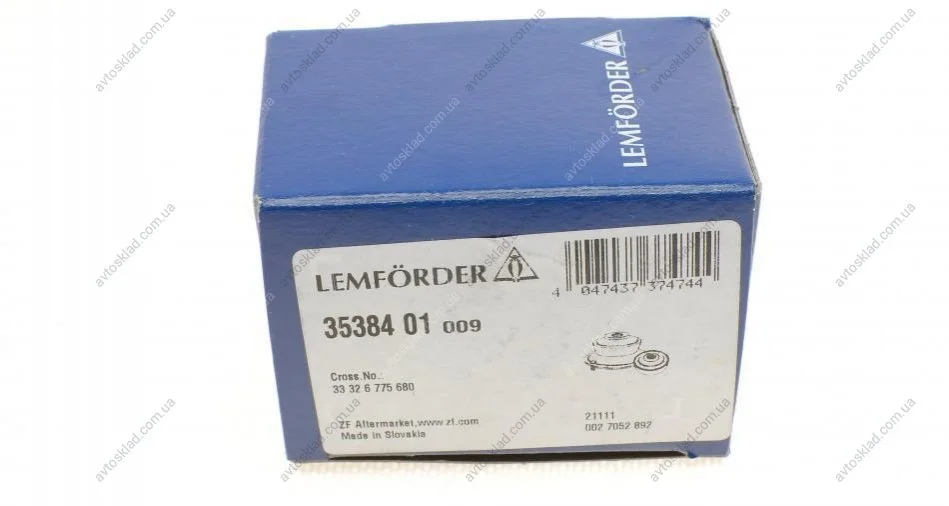 LEMFÖRDER
LEMFÖRDER
4 047437 374744
35384 01 009
Cross.No.:
33 32 6 775 680
ZF Aftermarket,www.zf.com
Made in Slovakia
21111
002 7052 892
avtosklad.com.ua